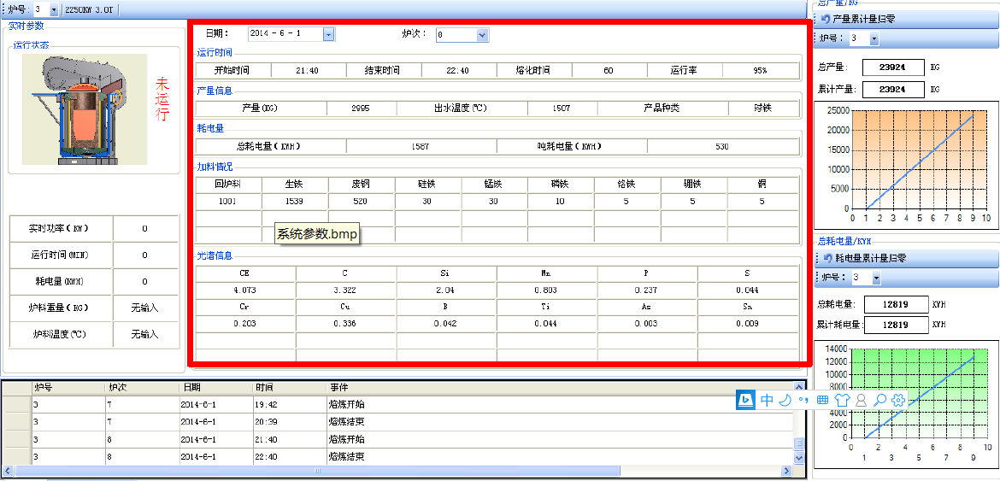 炉号: 3 2250KW 3.0T
实时参数
运行状态
未运行
实时功率(KW) 0
运行时间(MIN) 0
耗电量(KWH) 0
炉料重量(KG) 无输入
炉料温度(℃) 无输入
日期: 2014-6-1 炉次: 8
运行时间
开始时间 21:40 结束时间 22:40 熔化时间 60 运行率 95%
产量信息
产量(KG) 2995 出水温度(℃) 1507 产品种类 球铁
耗电量
总耗电量(KWH) 1587 吨耗电量(KWH) 530
加料情况
回炉料 生铁 废钢 硅铁 锰铁 磷铁 铬铁 硼铁 铜
1001 1539 520 30 30 10 5 5 5
系统参数.bmp
光谱信息
CE C Si Mn P S
4.073 3.322 2.04 0.803 0.237 0.044
Cr Cu B Ti As Sn
0.203 0.336 0.042 0.044 0.003 0.009
总产量/KG
产量累计量归零
炉号: 3
总产量: 23924 KG
累计产量: 23924 KG
25000
20000
15000
10000
5000
0
0 1 2 3 4 5 6 7 8 9 10
总耗电量/KWH
耗电量累计量归零
炉号: 3
总耗电量: 12819 KWH
累计耗电量: 12819 KWH
14000
12000
10000
8000
4000
2000
0
0 2 4 6 8 10
1 3 5 7 9
中
炉号 炉次 日期 时间 事件
3 7 2014-6-1 19:42 熔炼开始
3 7 2014-6-1 20:39 熔炼结束
3 8 2014-6-1 21:40 熔炼开始
3 8 2014-6-1 22:40 熔炼结束